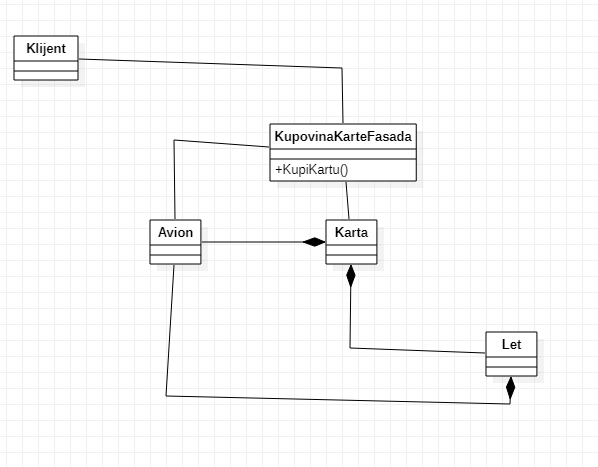 Klijent
KupovinaKarteFasada
+KupiKartu()
Avion
Karta
Let